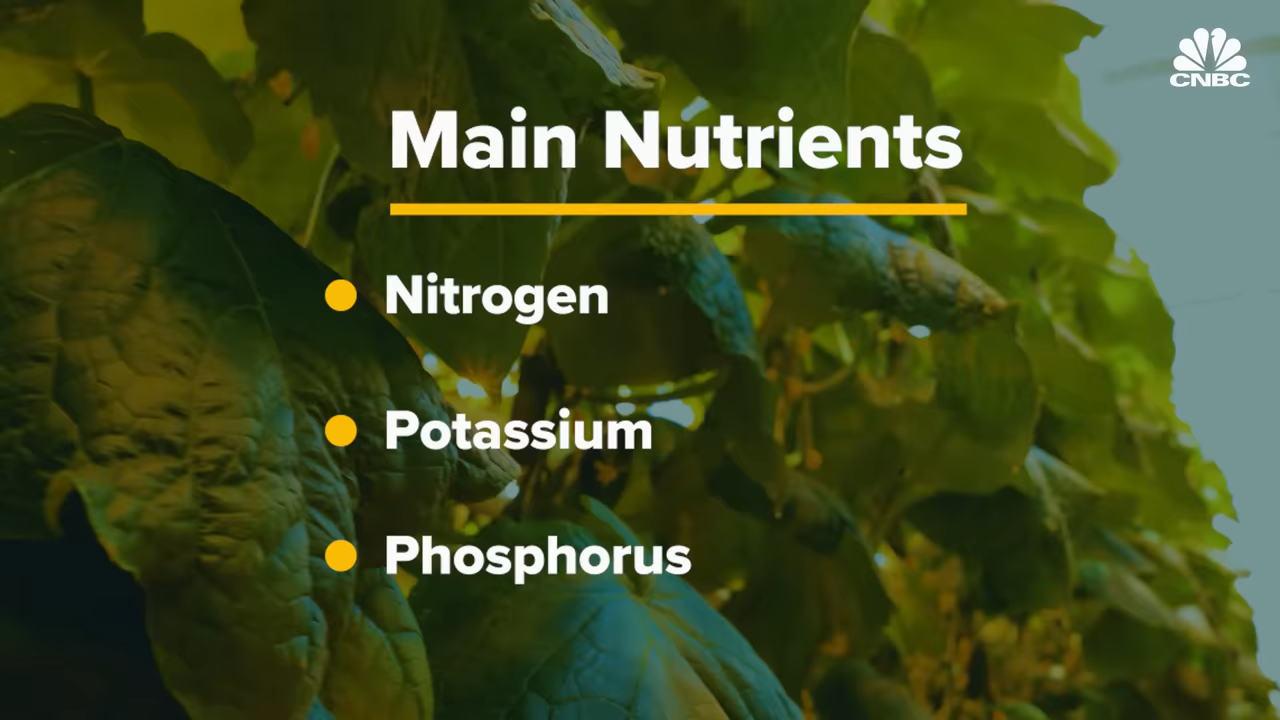 CNBC
Main Nutrients
Nitrogen
Potassium
Phosphorus